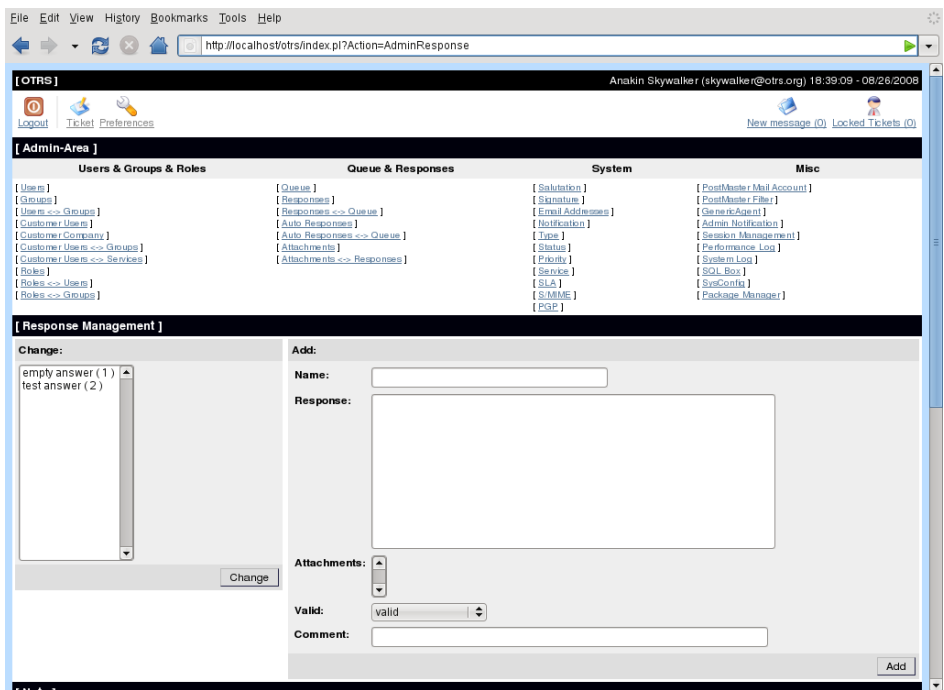 File Edit View History Bookmarks Tools Help
http://localhost/otrs/index.pl?Action=AdminResponse
[ OTRS ]
Anakin Skywalker (skywalker@otrs.org) 18:39:09 - 08/26/2008
Logout Ticket Preferences
New message (0) Locked Tickets (0)
[ Admin-Area ]
Users & Groups & Roles
[ Users ]
[ Groups ]
[ Users <-> Groups ]
[ Customer Users ]
[ Customer Company ]
[ Customer Users <-> Groups ]
[ Customer Users <-> Services ]
[ Roles ]
[ Roles <-> Users ]
[ Roles <-> Groups ]
Queue & Responses
[ Queue ]
[ Responses ]
[ Responses <-> Queue ]
[ Auto Responses ]
[ Auto Responses <-> Queue ]
[ Attachments ]
[ Attachments <-> Responses ]
System
[ Salutation ]
[ Signature ]
[ Email Addresses ]
[ Notification ]
[ Type ]
[ Status ]
[ Priority ]
[ Service ]
[ SLA ]
[ S/MIME ]
[ PGP ]
Misc
[ PostMaster Mail Account ]
[ PostMaster Filter ]
[ GenericAgent ]
[ Admin Notification ]
[ Session Management ]
[ Performance Log ]
[ System Log ]
[ SQL Box ]
[ SysConfig ]
[ Package Manager ]
[ Response Management ]
Change:
empty answer ( 1 )
test answer ( 2 )
Change
Add:
Name:
Response:
Attachments:
Valid:
valid
Comment:
Add